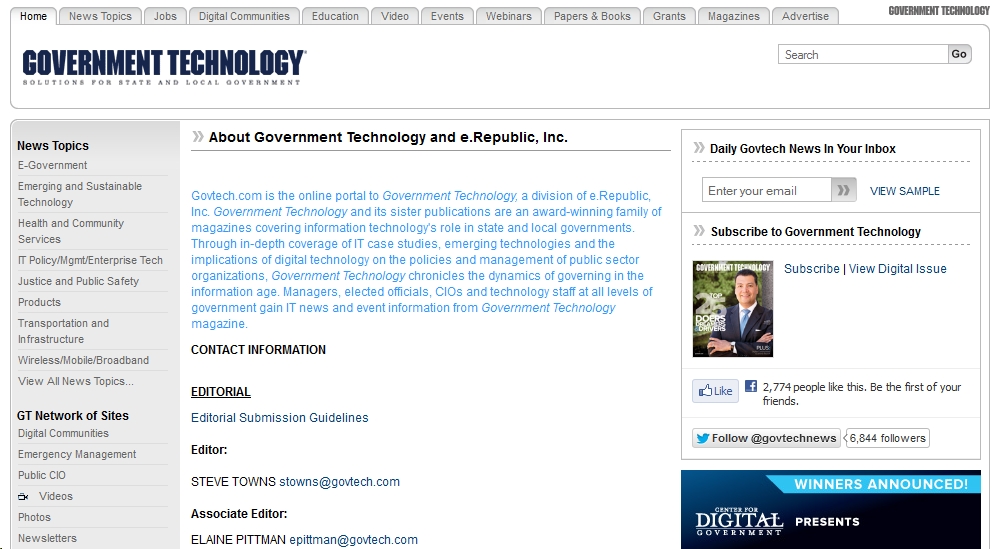 Home
News Topics
Jobs
Digital Communities
Education
Video
Events
Webinars
Papers & Books
Grants
Magazines
Advertise
GOVERNMENT TECHNOLOGY
GOVERNMENT TECHNOLOGY
SOLUTIONS FOR STATE AND LOCAL GOVERNMENT
Search
Go
News Topics
E-Government
Emerging and Sustainable
Technology
Health and Community
Services
IT Policy/Mgmt/Enterprise Tech
Justice and Public Safety
Products
Transportation and
Infrastructure
Wireless/Mobile/Broadband
View All News Topics...
GT Network of Sites
Digital Communities
Emergency Management
Public CIO
Videos
Photos
Newsletters
About Government Technology and e.Republic, Inc.
Govtech.com is the online portal to Government Technology, a division of e.Republic,
Inc. Government Technology and its sister publications are an award-winning family of
magazines covering information technology's role in state and local governments.
Through in-depth coverage of IT case studies, emerging technologies and the
implications of digital technology on the policies and management of public sector
organizations, Government Technology chronicles the dynamics of governing in the
information age. Managers, elected officials, CIOs and technology staff at all levels of
government gain IT news and event information from Government Technology
magazine.
CONTACT INFORMATION
EDITORIAL
Editorial Submission Guidelines
Editor:
STEVE TOWNS stowns@govtech.com
Associate Editor:
ELAINE PITTMAN epittman@govtech.com
Daily Govtech News In Your Inbox
Enter your email
VIEW SAMPLE
Subscribe to Government Technology
GOVERNMENT TECHNOLOGY
TOP
25
DOERS
DREAMERS
DRIVERS
PLUS:
Subscribe | View Digital Issue
Like
2,774 people like this. Be the first of your
friends.
Follow @govtechnews
6,844 followers
WINNERS ANNOUNCED!
CENTER FOR
DIGITAL
GOVERNMENT
PRESENTS